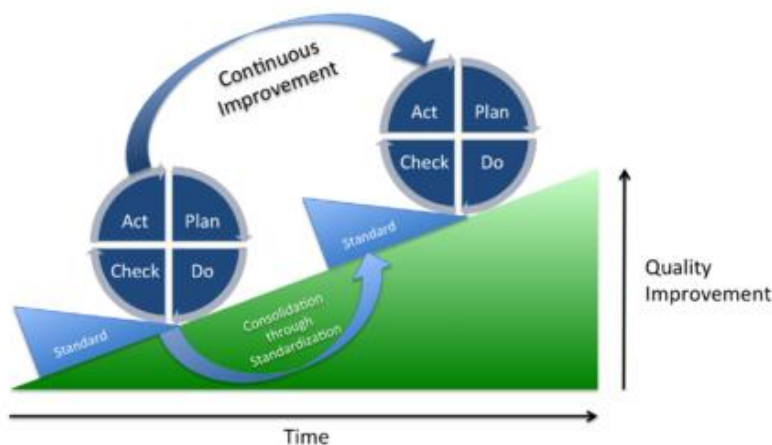 Continuous
Improvement
Act
Plan
Check
Do
Act
Plan
Check
Do
Standard
Standard
Consolidation
through
Standardization
Quality
Improvement
Time